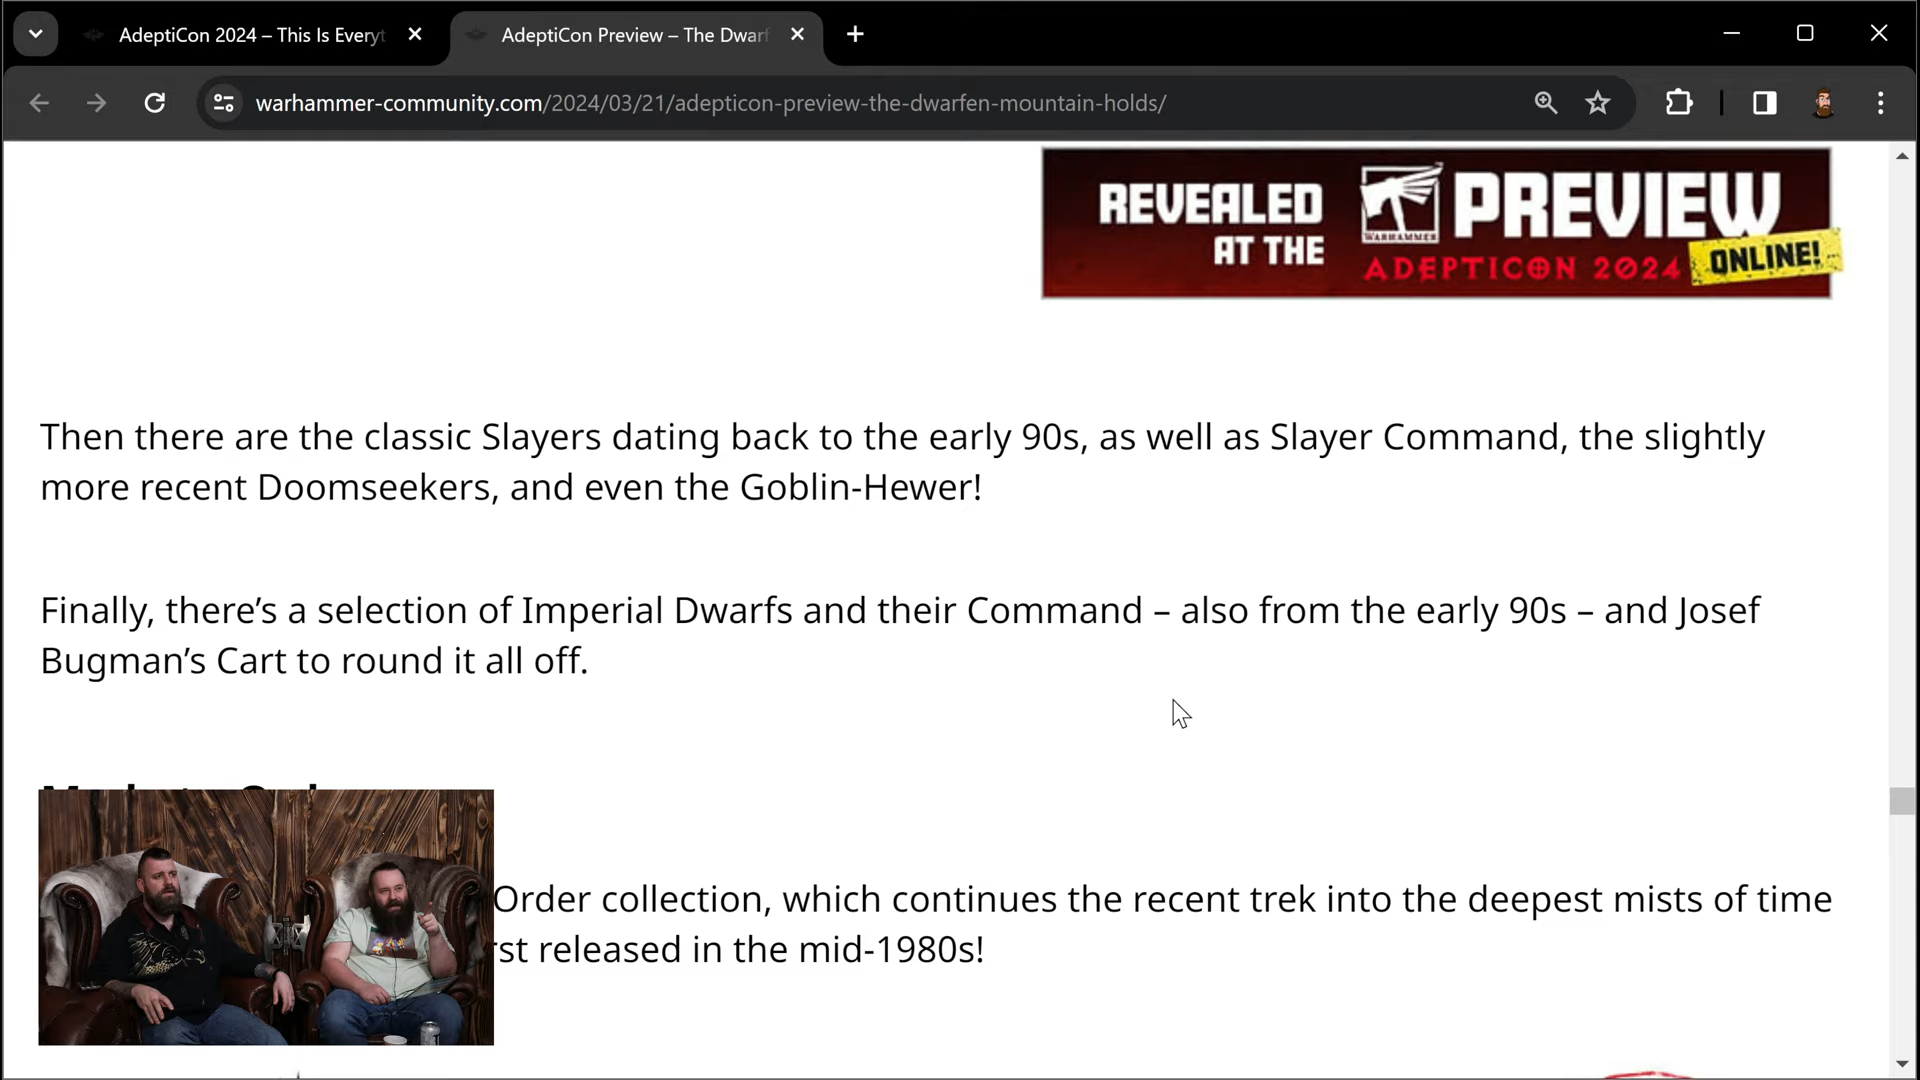 AdeptiCon 2024 – This Is Everyt
AdeptiCon Preview – The Dwarf
warhammer-community.com/2024/03/21/adepticon-preview-the-dwarfen-mountain-holds/
REVEALED
AT THE
WARHAMMER
PREVIEW
ONLINE!
ADEPTICON 2024
Then there are the classic Slayers dating back to the early 90s, as well as Slayer Command, the slightly
more recent Doomseekers, and even the Goblin-Hewer!
Finally, there’s a selection of Imperial Dwarfs and their Command – also from the early 90s – and Josef
Bugman’s Cart to round it all off.
Order collection, which continues the recent trek into the deepest mists of time
rst released in the mid-1980s!